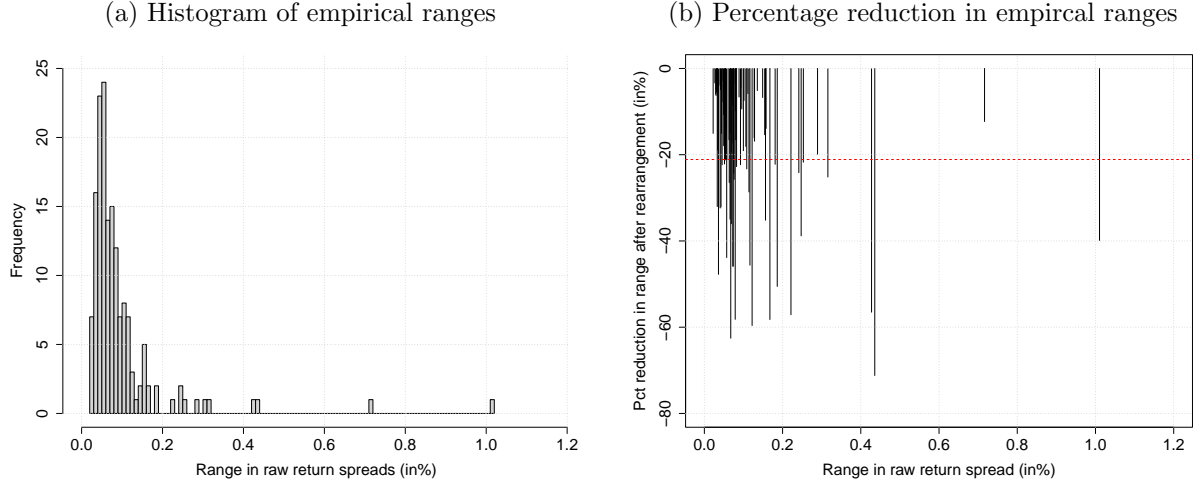 (a) Histogram of empirical ranges
(b) Percentage reduction in empircal ranges
Frequency
0
5
10
15
20
25
0.0 0.2 0.4 0.6 0.8 1.0 1.2
Range in raw return spreads (in%)
Pct reduction in range after rearrangement (in%)
0
−20
−40
−60
−80
0.0 0.2 0.4 0.6 0.8 1.0 1.2
Range in raw return spread (in%)